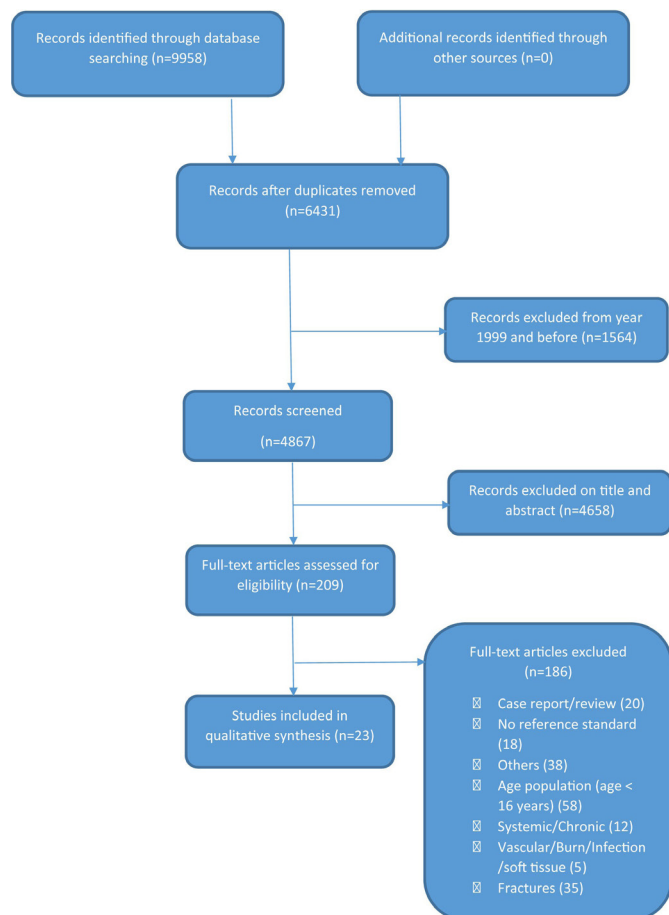 Records identified through database
searching (n=9958)
Additional records identified through
other sources (n=0)
Records after duplicates removed
(n=6431)
Records excluded from year
1999 and before (n=1564)
Records screened
(n=4867)
Records excluded on title and
abstract (n=4658)
Full-text articles assessed for
eligibility (n=209)
Full-text articles excluded
(n=186)
Case report/review (20)
No reference standard
(18)
Others (38)
Age population (age <
16 years) (58)
Systemic/Chronic (12)
Vascular/Burn/Infection
/soft tissue (5)
Fractures (35)
Studies included in
qualitative synthesis (n=23)